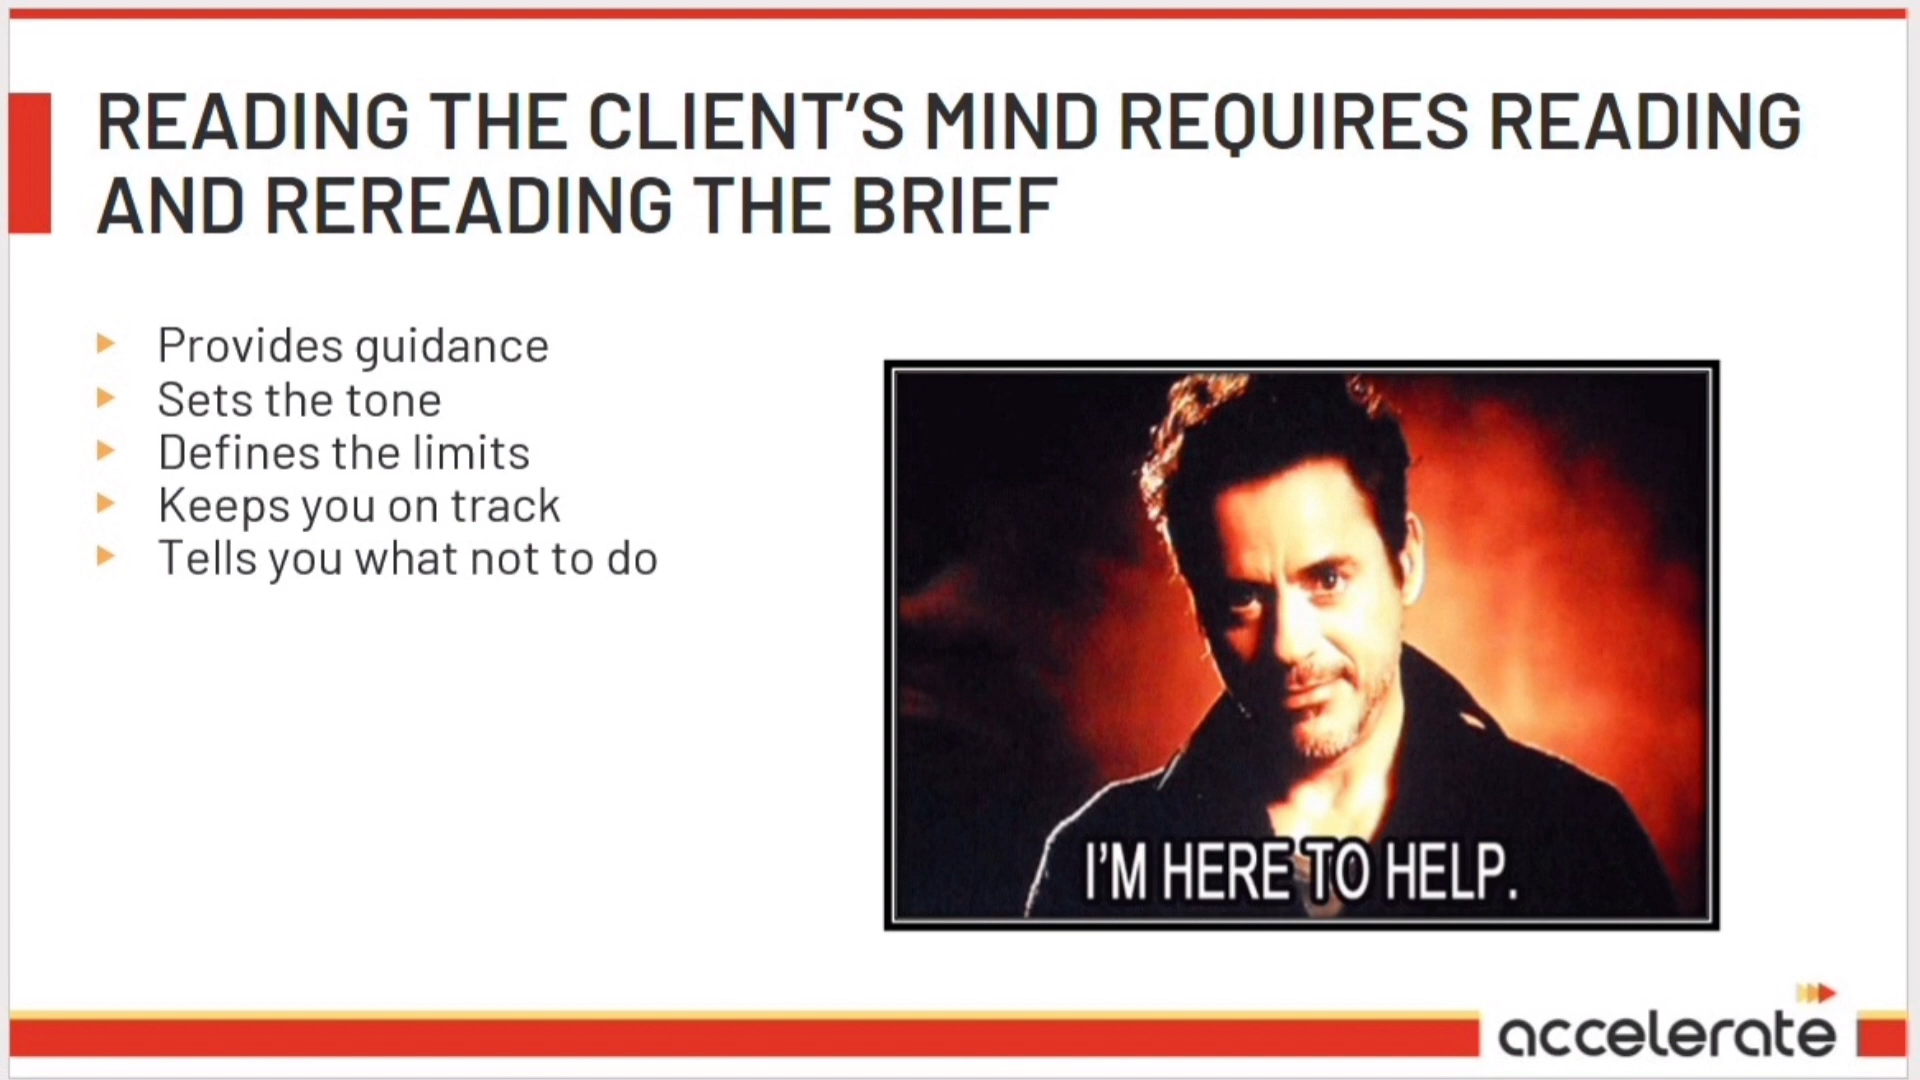 READING THE CLIENT’S MIND REQUIRES READING
AND REREADING THE BRIEF
Provides guidance
Sets the tone
Defines the limits
Keeps you on track
Tells you what not to do
I’M HERE TO HELP.
accelerate